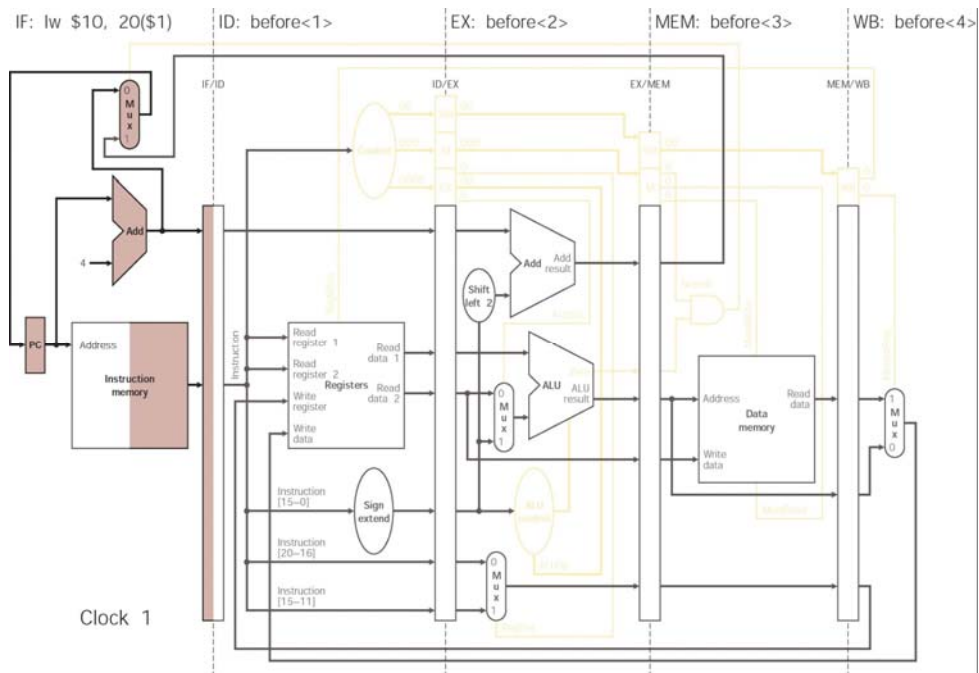 IF: lw $10, 20($1)
ID: before<1>
EX: before<2>
MEM: before<3>
WB: before<4>
IF/ID
ID/EX
EX/MEM
MEM/WB
0
M
u
x
1
Add
4
PC
Address
Instruction
memory
Instruction
Control
Read
register 1
Read
register 2
Write
register
Write
data
Registers
Read
data 1
Read
data 2
Instruction
[15–0]
Sign
extend
Instruction
[20–16]
Instruction
[15–11]
Shift
left 2
Add
Add
result
0
M
u
x
1
ALU
ALU
result
ALU
control
0
M
u
x
1
Address
Write
data
Read
data
Data
memory
1
M
u
x
0
Clock 1